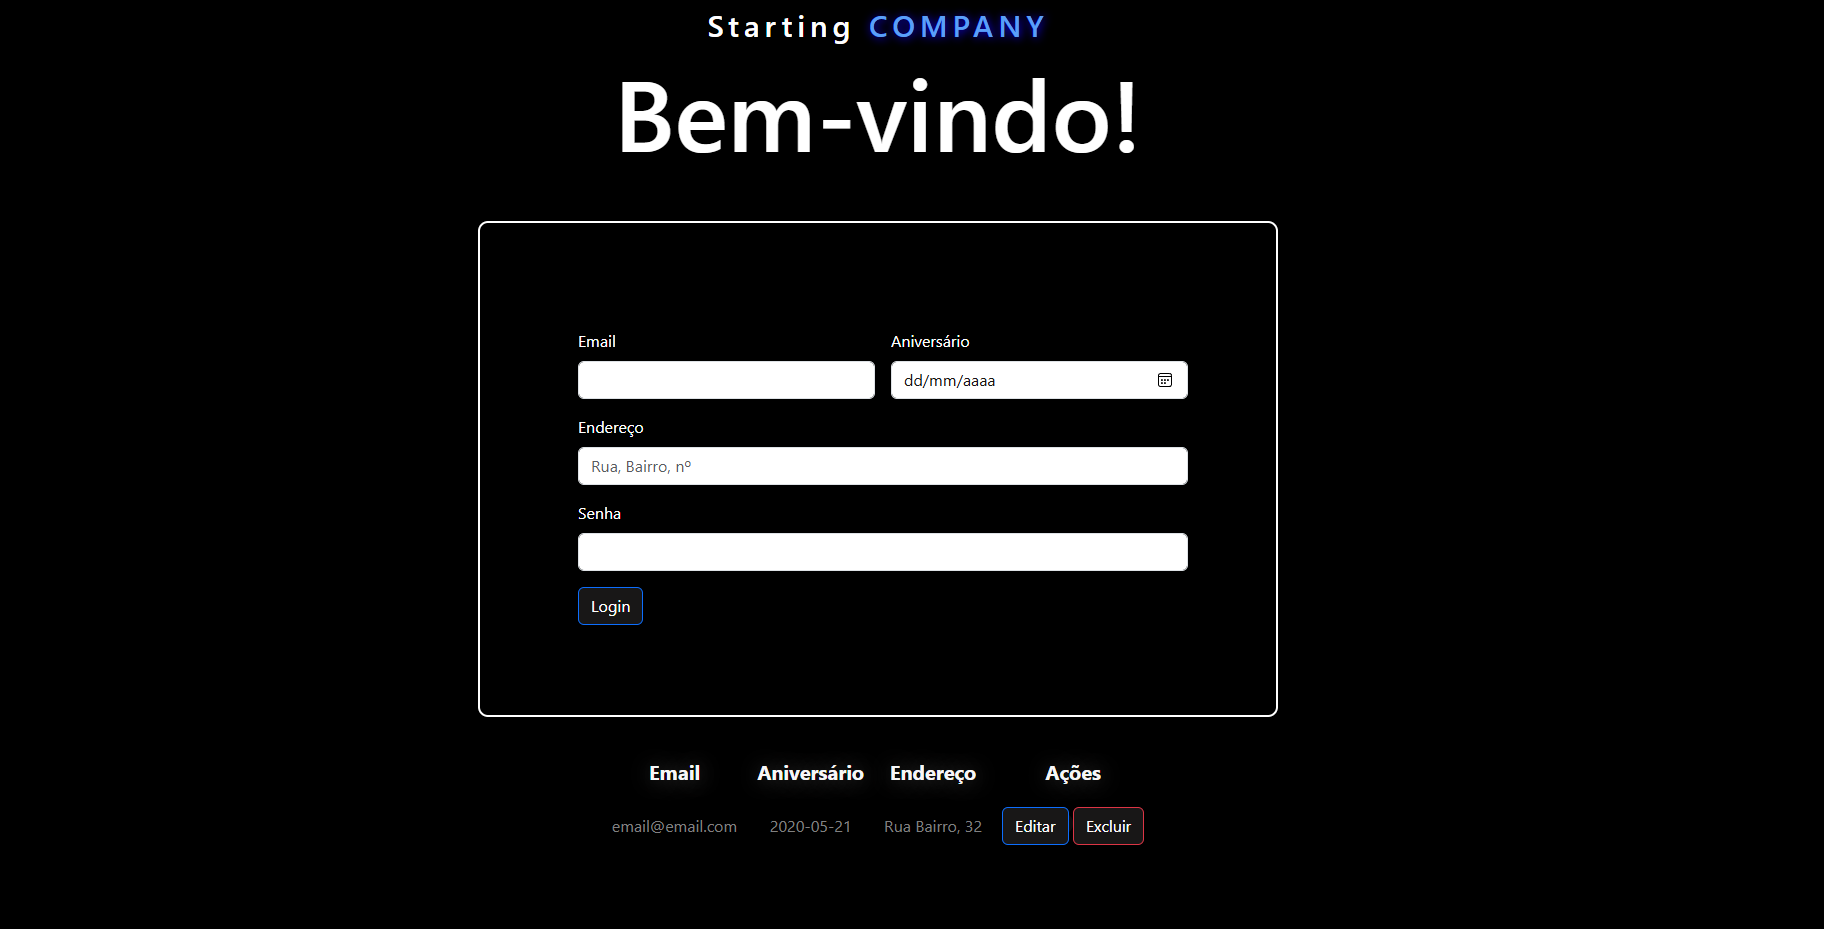 Starting COMPANY
Bem-vindo!
Email Aniversário
dd/mm/aaaa
Endereço
Rua, Bairro, nº
Senha
Login
Email Aniversário Endereço Ações
email@email.com 2020-05-21 Rua Bairro, 32 Editar Excluir